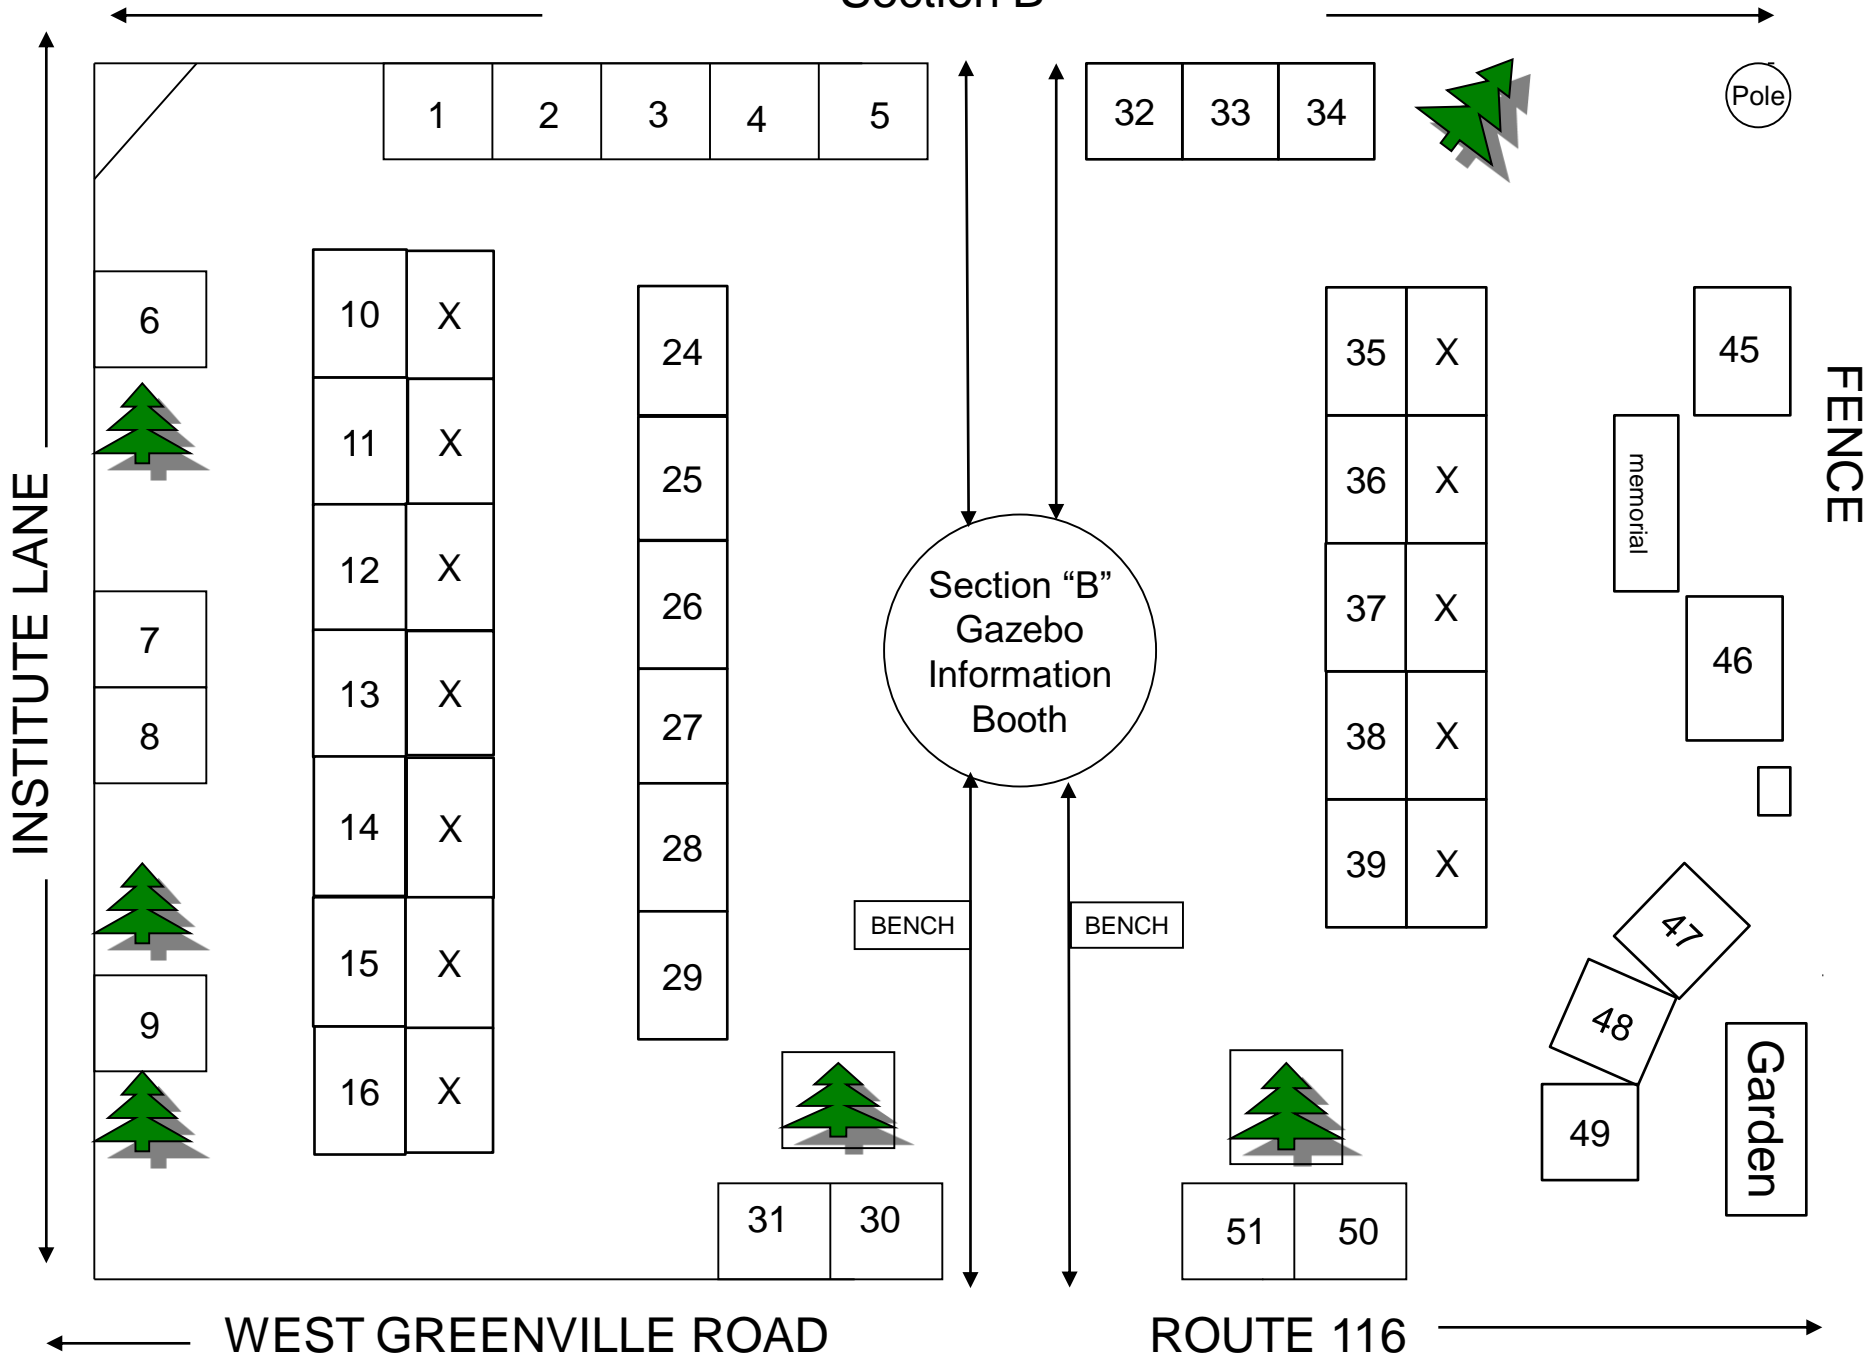 Section B
1 2 3 4 5 32 33 34 Pole
6
7
8
9
10 X
11 X
12 X
13 X
14 X
15 X
16 X
24
25
26
27
28
29
31 30
Section “B”
Gazebo
Information
Booth
BENCH BENCH
35 X
36 X
37 X
38 X
39 X
45
memorial
46
47
48
49
51 50
Garden
FENCE
INSTITUTE LANE
WEST GREENVILLE ROAD ROUTE 116